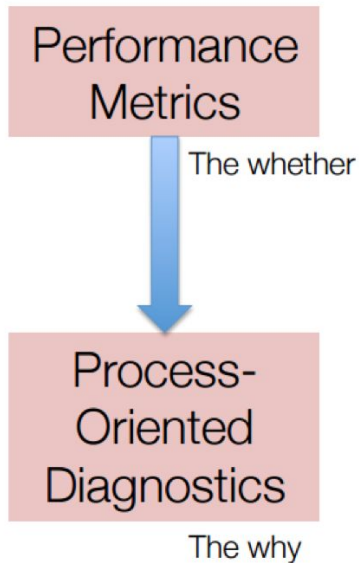 Performance
Metrics
The whether
Process-
Oriented
Diagnostics
The why